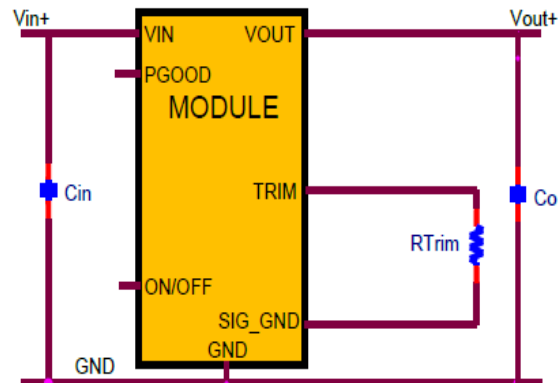 Vin+
Vout+
VIN
VOUT
PGOOD
MODULE
Cin
TRIM
Co
RTrim
ON/OFF
SIG_GND
GND
GND